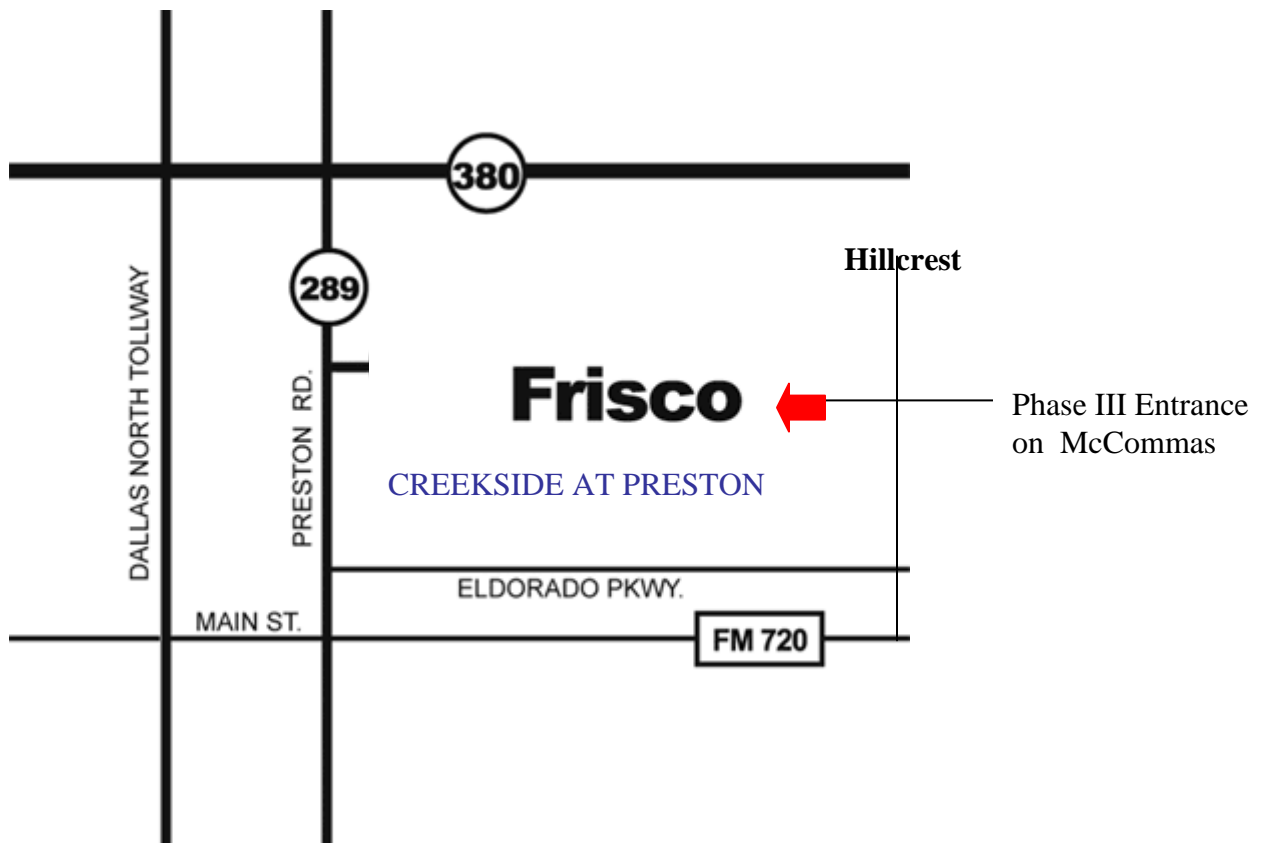 380
Hillcrest
289
DALLAS NORTH TOLLWAY
PRESTON RD.
Frisco
Phase III Entrance
on McCommas
CREEKSIDE AT PRESTON
ELDORADO PKWY.
MAIN ST.
FM 720